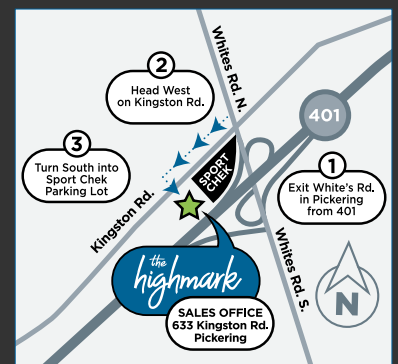 Whites Rd. N.
2
Head West
on Kingston Rd.
401
3
Turn South into
Sport Chek
Parking Lot
SPORT
CHEK
1
Exit White's Rd.
in Pickering
from 401
Kingston Rd.
Whites Rd. S.
the
highmark
SALES OFFICE
633 Kingston Rd.
Pickering
N